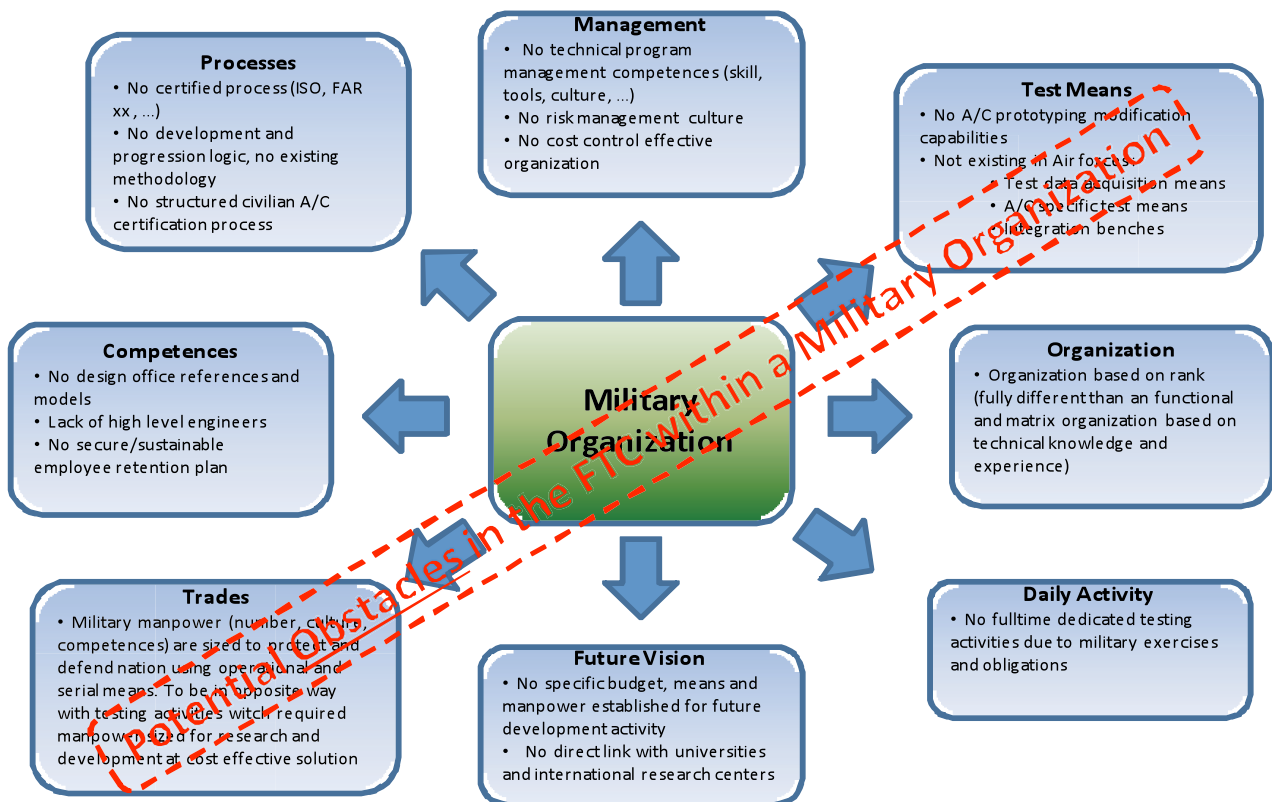 Management
• No technical program
management competences (skill,
tools, culture, ...)
• No risk management culture
• No cost control effective
organization
Processes
• No certified process (ISO, FAR
xx , ...)
• No development and
progression logic, no existing
methodology
• No structured civilian A/C
certification process
Test Means
• No A/C prototyping modification
capabilities
• Not existing in Air forces:
• Test data acquisition means
• A/C specific test means
• Integration benches
Competences
• No design office references and
models
• Lack of high level engineers
• No secure/sustainable
employee retention plan
Military
Organization
Organization
• Organization based on rank
(fully different than an functional
and matrix organization based on
technical knowledge and
experience)
Trades
• Military manpower (number, culture,
competences) are sized to protect and
defend nation using operational and
serial means. To be in opposite way
with testing activities witch required
manpower sized for research and
development at cost effective solution
Future Vision
• No specific budget, means and
manpower established for future
development activity
• No direct link with universities
and international research centers
Daily Activity
• No fulltime dedicated testing
activities due to military exercises
and obligations
Potential Obstacles in the FTC within a Military Organization